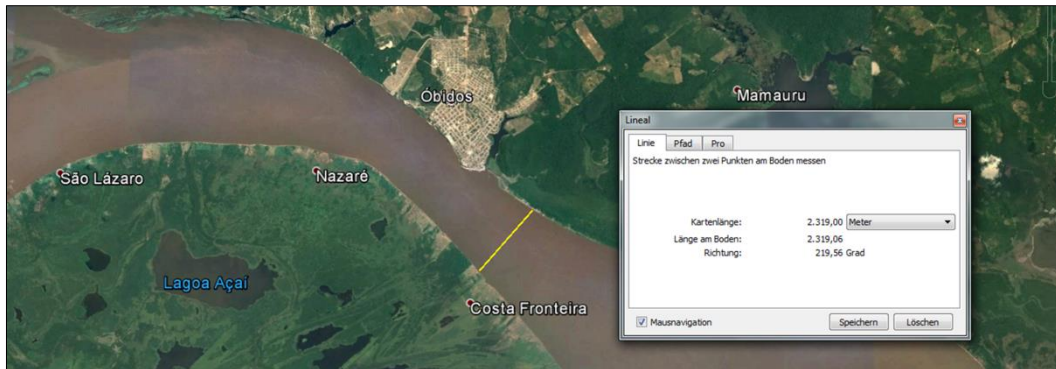 Óbidos
Mamauru
São Lázaro
Nazaré
Lagoa Açaí
Costa Fronteira
Lineal
Linie Pfad Pro
Strecke zwischen zwei Punkten am Boden messen
Kartenlänge: 2.319,00 Meter
Länge am Boden: 2.319,06
Richtung: 219,56 Grad
Mausnavigation Speichern Löschen